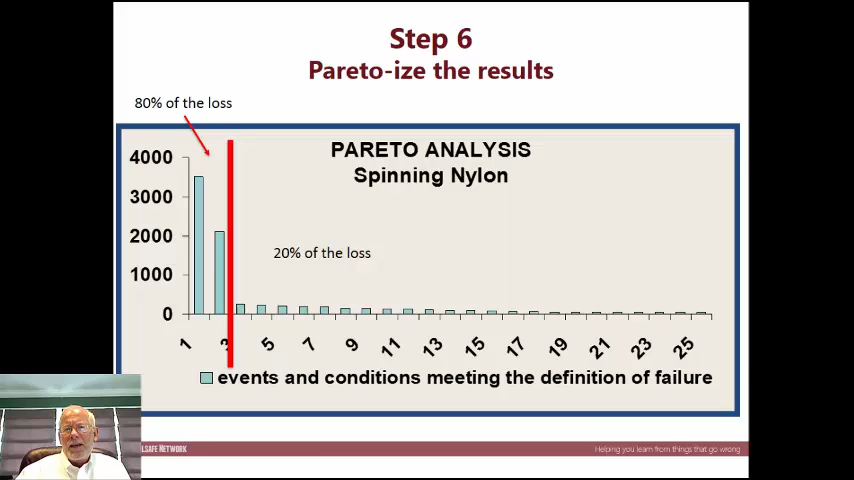 Step 6
Pareto-ize the results
80% of the loss
PARETO ANALYSIS
Spinning Nylon
4000
3000
2000
1000
0
20% of the loss
1 3 5 7 9 11 13 15 17 19 21 23 25
events and conditions meeting the definition of failure
NETWORK
Helping you learn from things that go wrong